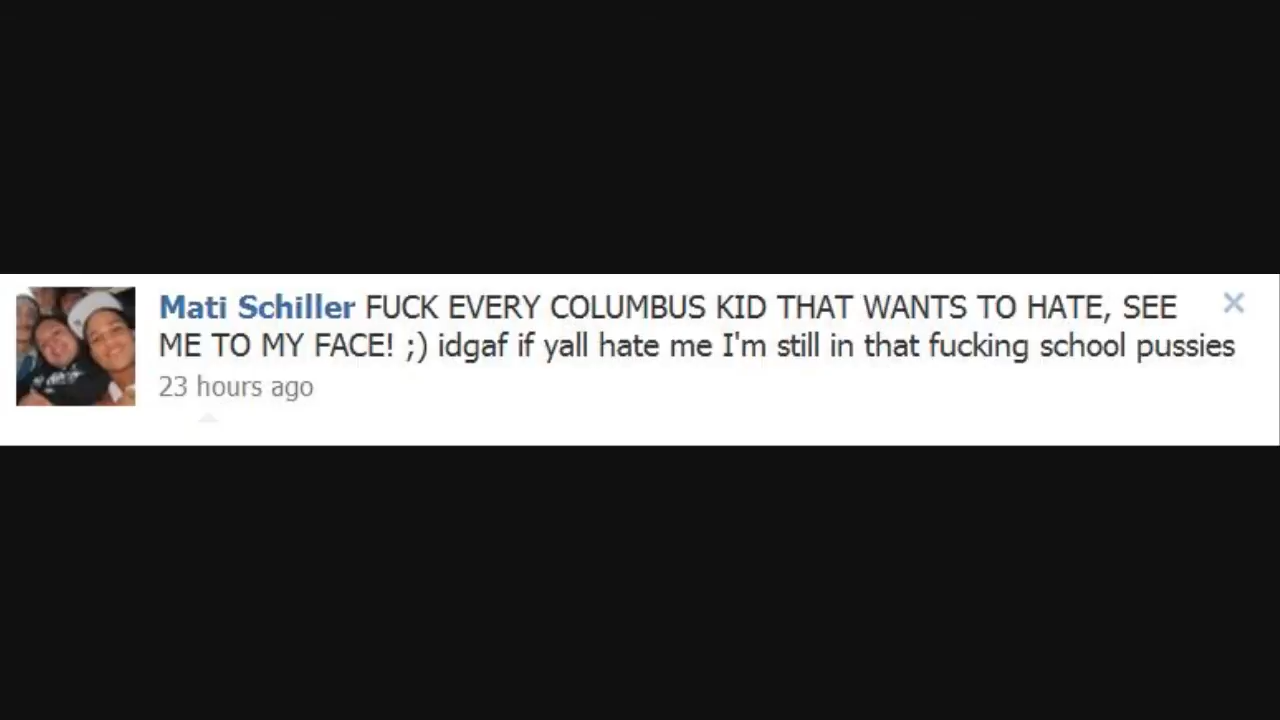 Mati Schiller FUCK EVERY COLUMBUS KID THAT WANTS TO HATE, SEE
ME TO MY FACE! ;) idgaf if yall hate me I'm still in that fucking school pussies
23 hours ago